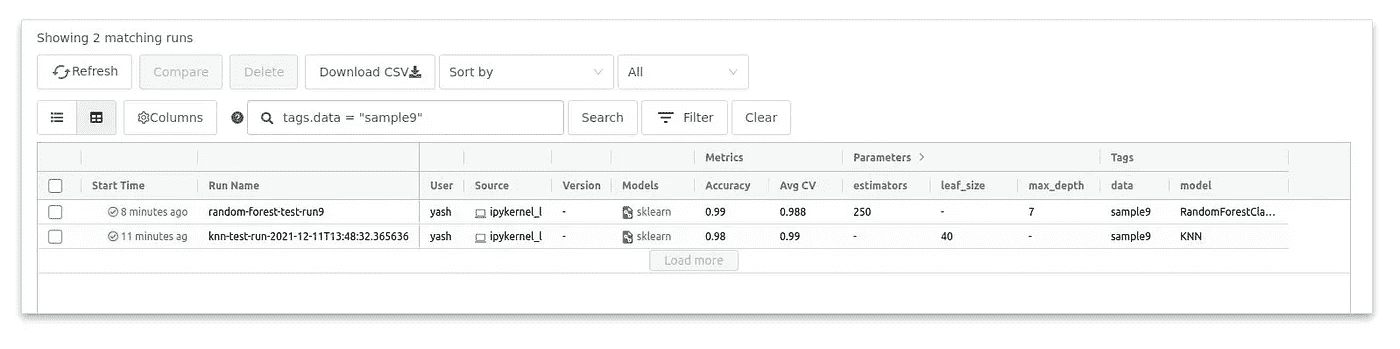 Showing 2 matching runs
Refresh Compare Delete Download CSV Sort by All
Columns tags.data = "sample9" Search Filter Clear
Metrics Parameters > Tags
Start Time Run Name User Source Version Models Accuracy Avg CV estimators leaf_size max_depth data model
8 minutes ago random-forest-test-run9 yash ipykernel_l - sklearn 0.99 0.988 250 - 7 sample9 RandomForestCla...
11 minutes ag knn-test-run-2021-12-11T13:48:32.365636 yash ipykernel_l - sklearn 0.98 0.99 - 40 - sample9 KNN
Load more